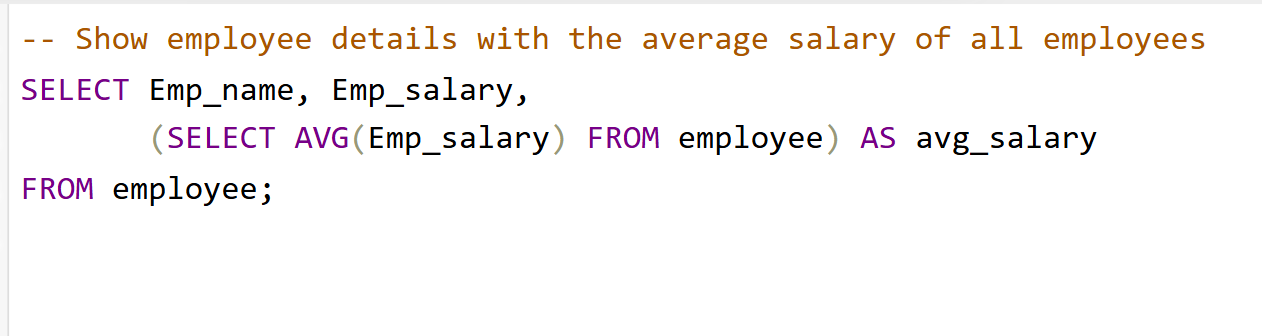 -- Show employee details with the average salary of all employees
SELECT Emp_name, Emp_salary,
(SELECT AVG(Emp_salary) FROM employee) AS avg_salary
FROM employee;